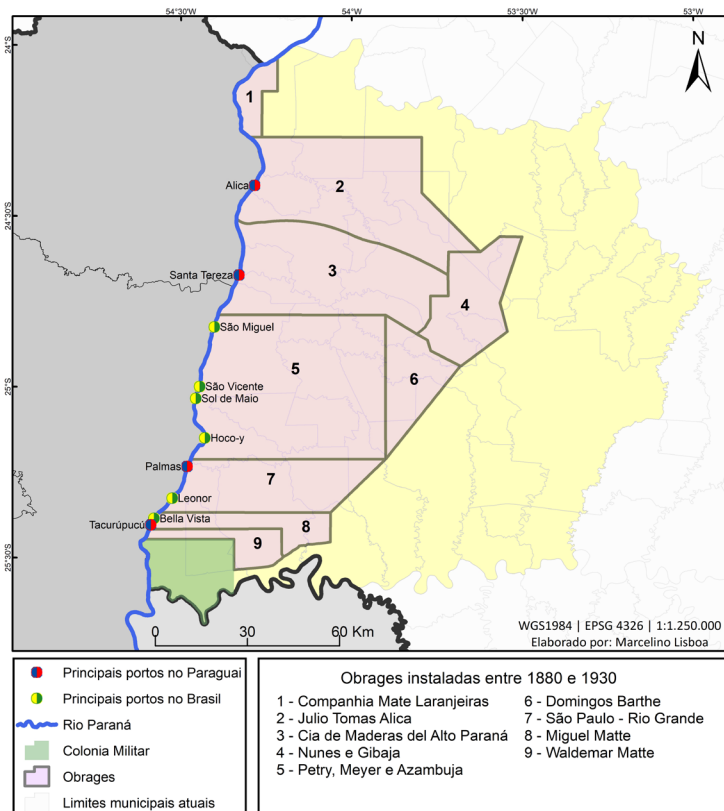 54°30'W
54°W
53°30'W
53°W
24°S
N
1
2
Alica
24°30'S
3
Santa Tereza
4
São Miguel
5
6
25°S
São Vicente
Sol de Maio
Hoco-y
Palmas
7
Leonor
Bella Vista
Tacurúpucú
8
9
25°30'S
0 30 60 Km
WGS1984 | EPSG 4326 | 1:1.250.000
Elaborado por: Marcelino Lisboa
Principais portos no Paraguai
Principais portos no Brasil
Rio Paraná
Colonia Militar
Obrages
Limites municipais atuais
Obrages instaladas entre 1880 e 1930
1 - Companhia Mate Laranjeiras
2 - Julio Tomas Alica
3 - Cia de Maderas del Alto Paraná
4 - Nunes e Gibaja
5 - Petry, Meyer e Azambuja
6 - Domingos Barthe
7 - São Paulo - Rio Grande
8 - Miguel Matte
9 - Waldemar Matte